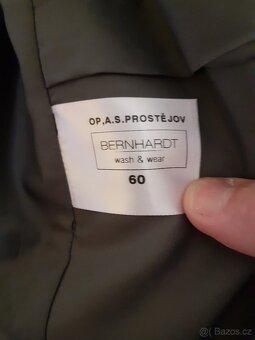 OP,A.S.PROSTĚJOV
BERNHARDT
wash & wear
60
Bazos.cz